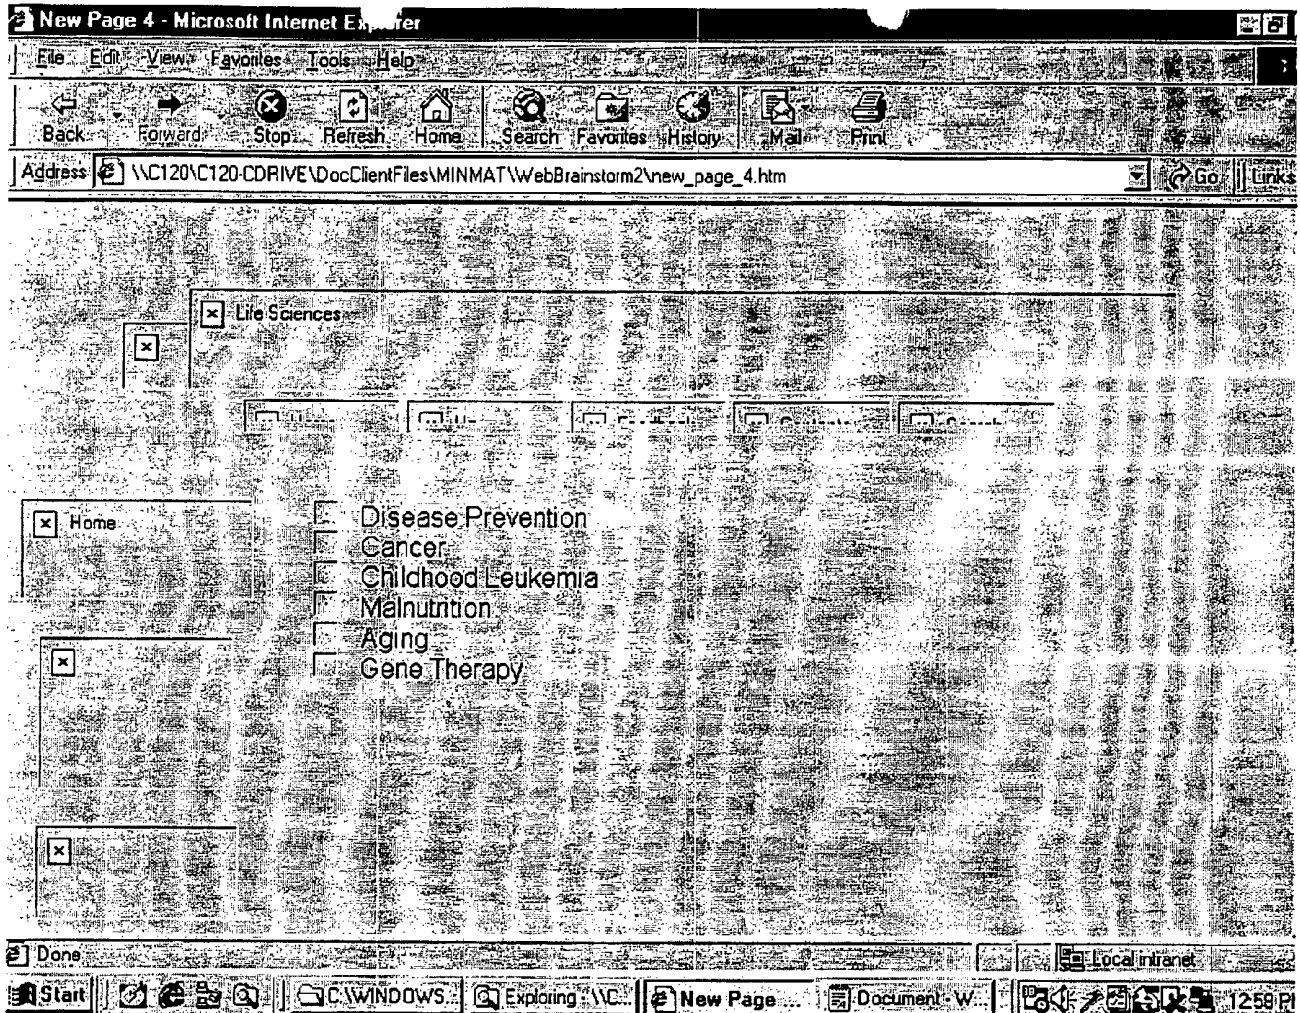 New Page 4 - Microsoft Internet Explorer
File Edit View Favorites Tools Help
Back Forward Stop Refresh Home Search Favorites History Mail Print
Address \\C120\C120-CDRIVE\DocClientFiles\MINMAT\WebBrainstorm2\new_page_4.htm Go Links
Life Sciences
Home
Disease Prevention
Cancer
Childhood Leukemia
Malnutrition
Aging
Gene Therapy
Done Local intranet
Start C:\WINDOWS... Exploring - \\C... New Page ... Document - W... 12:59 P